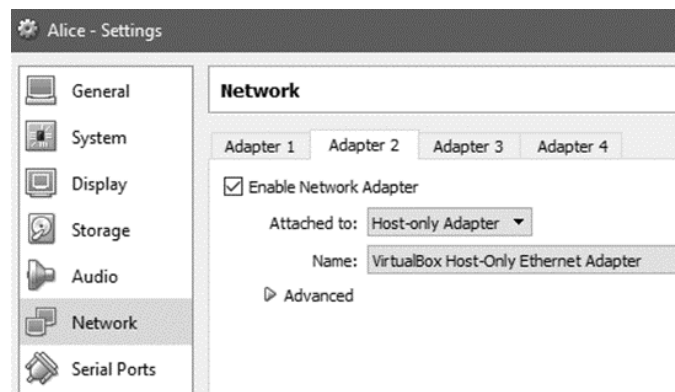 Alice - Settings
General
System
Display
Storage
Audio
Network
Serial Ports
Network
Adapter 1 Adapter 2 Adapter 3 Adapter 4
Enable Network Adapter
Attached to: Host-only Adapter
Name: VirtualBox Host-Only Ethernet Adapter
Advanced